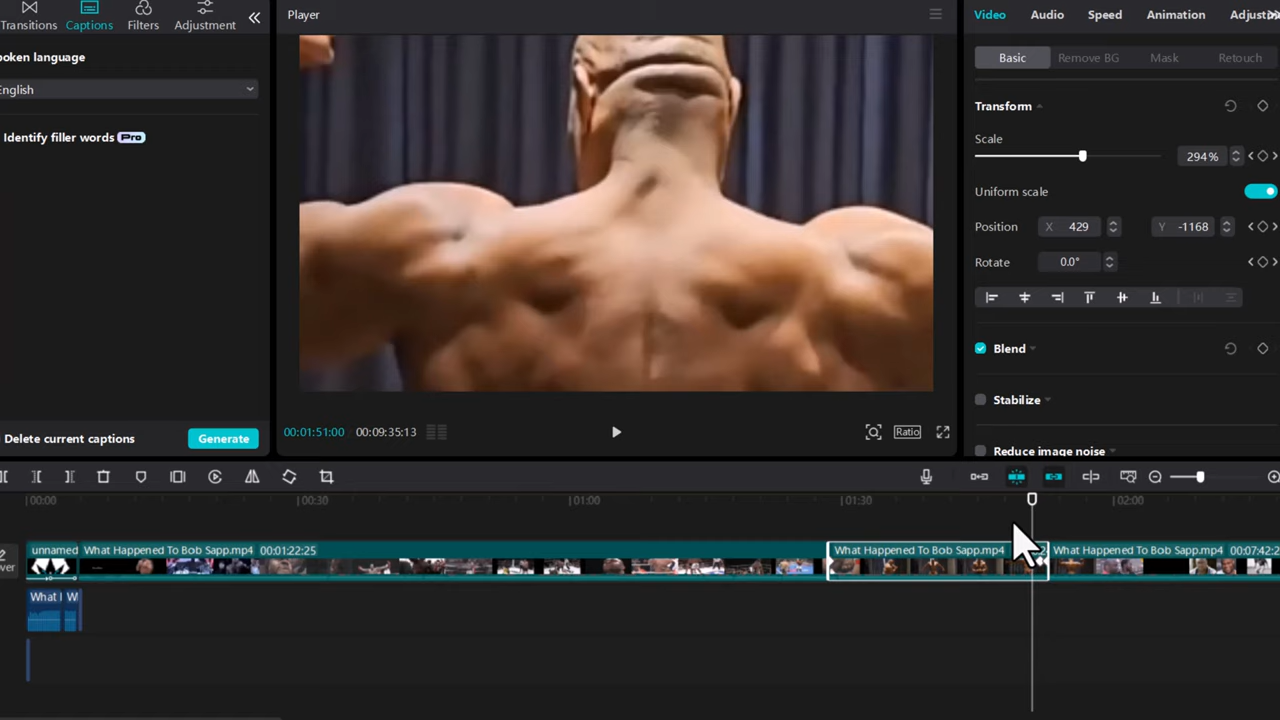 Transitions Captions Filters Adjustment
poken language
English
Identify filler words Pro
Delete current captions Generate
Player
00:01:51:00 00:09:35:13
Ratio
Video Audio Speed Animation Adjust
Basic Remove BG Mask Retouch
Transform
Scale
294%
Uniform scale
Position X 429 Y -1168
Rotate 0.0°
Blend
Stabilize
Reduce image noise
00:00 00:30 01:00 01:30 02:00
unnamed What Happened To Bob Sapp.mp4 00:01:22:25 What Happened To Bob Sapp.mp4 What Happened To Bob Sapp.mp4 00:07:42:2
ver
What W